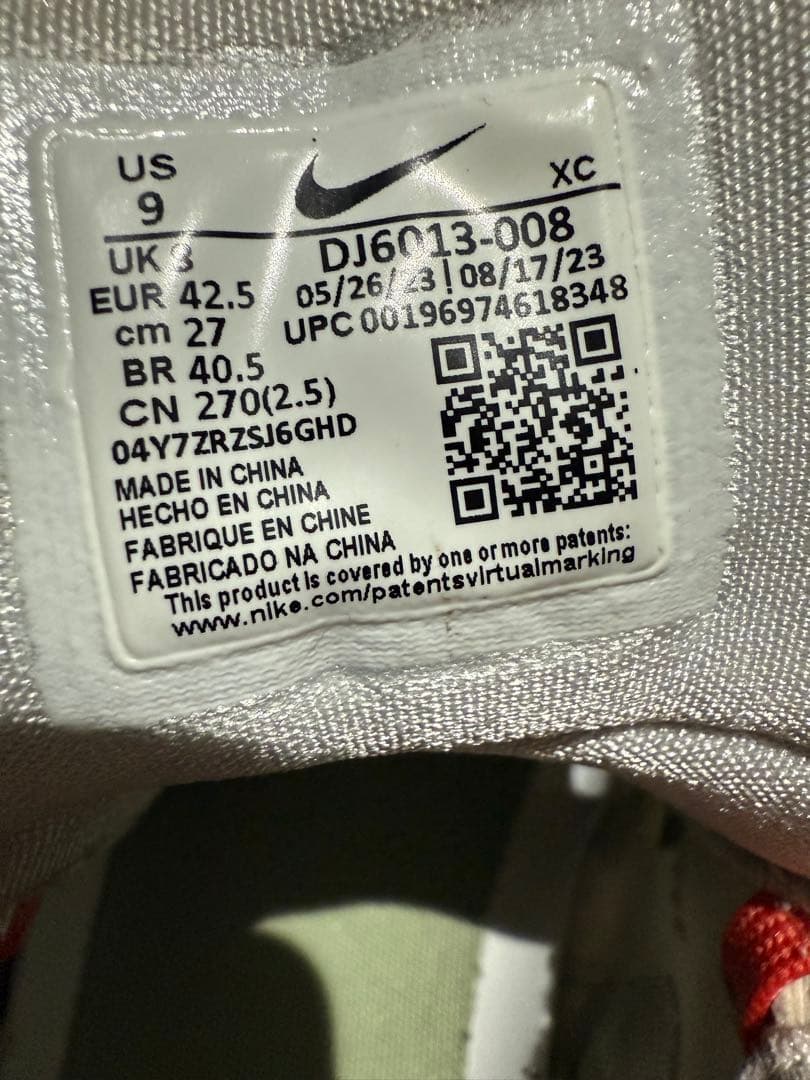 US
9
XC
UK 8
DJ6013-008
EUR 42.5
05/26/23 | 08/17/23
cm 27
UPC 00196974618348
BR 40.5
CN 270(2.5)
04Y7ZRZSJ6GHD
MADE IN CHINA
HECHO EN CHINA
FABRIQUE EN CHINE
FABRICADO NA CHINA
This product is covered by one or more patents:
www.nike.com/patentsvirtualmarking